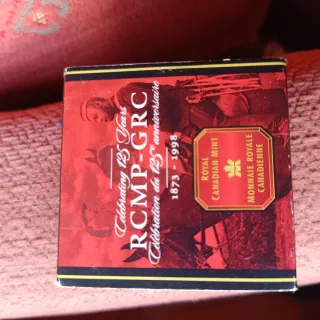 Celebrating 125 Years
RCMP-GRC
Célébration du 125e anniversaire
1873 - 1998
ROYAL
CANADIAN MINT
MONNAIE ROYALE
CANADIENNE